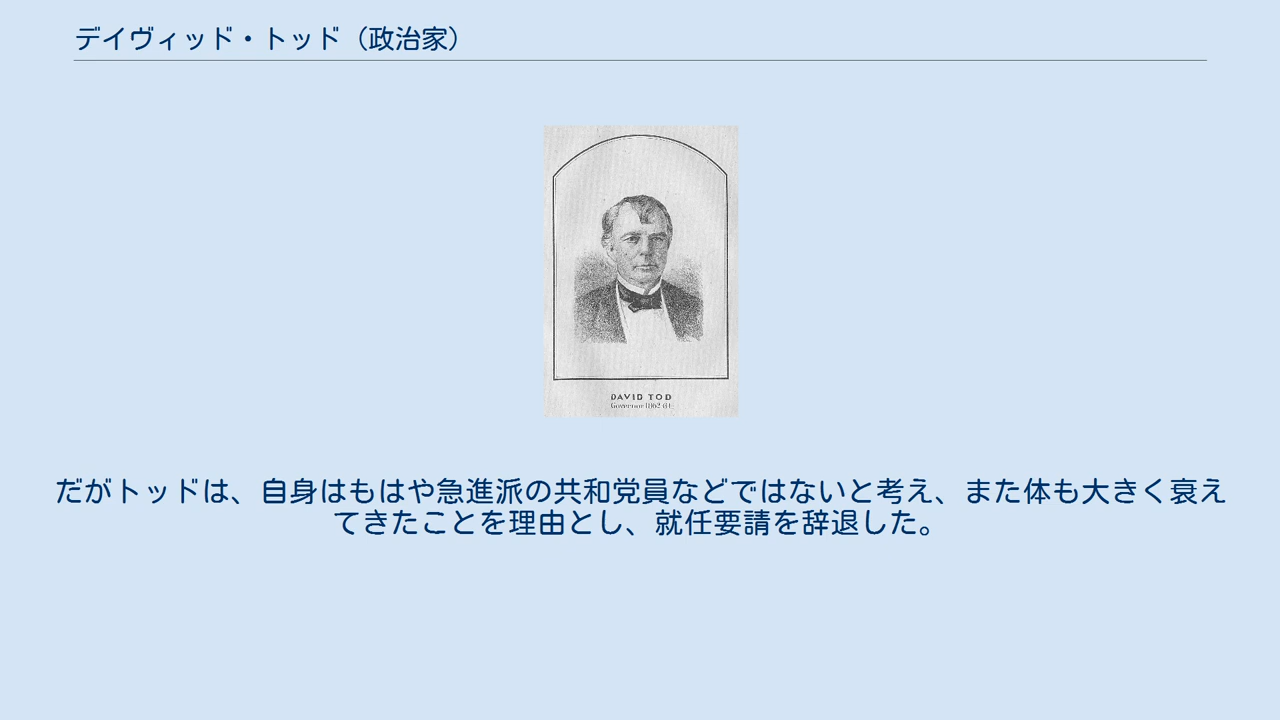 デイヴィッド・トッド（政治家）
DAVID TOD
Governor 1862-64
だがトッドは、自身はもはや急進派の共和党員などではないと考え、また体も大きく衰え
てきたことを理由とし、就任要請を辞退した。